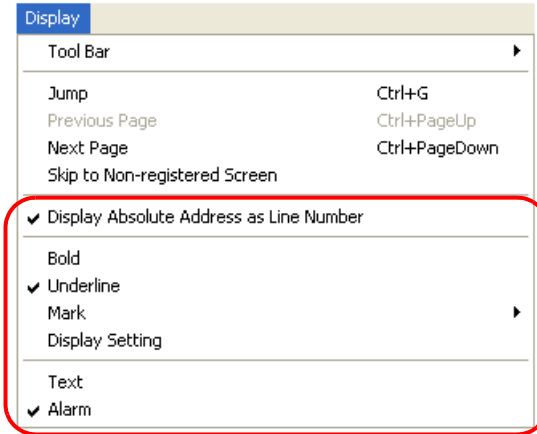 Display
Tool Bar
Jump Ctrl+G
Previous Page Ctrl+PageUp
Next Page Ctrl+PageDown
Skip to Non-registered Screen
Display Absolute Address as Line Number
Bold
Underline
Mark
Display Setting
Text
Alarm